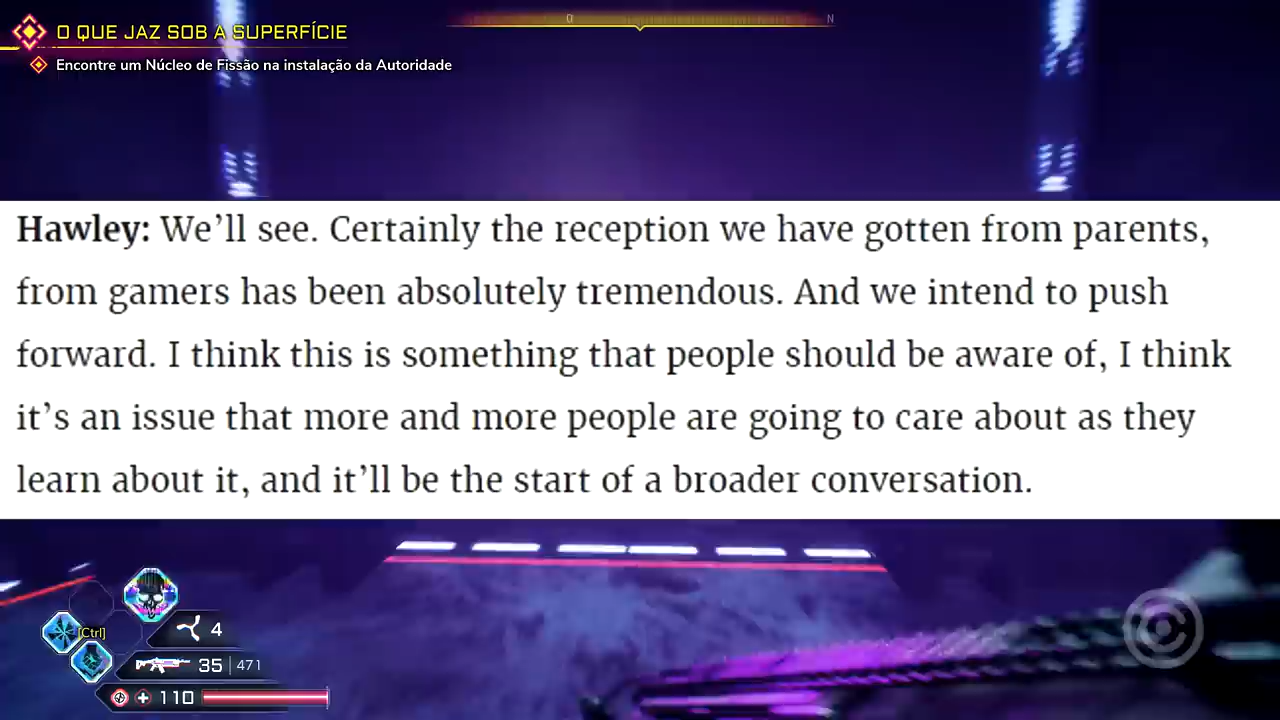 O QUE JAZ SOB A SUPERFÍCIE
Encontre um Núcleo de Fissão na instalação da Autoridade
O N
Hawley: We’ll see. Certainly the reception we have gotten from parents,
from gamers has been absolutely tremendous. And we intend to push
forward. I think this is something that people should be aware of, I think
it’s an issue that more and more people are going to care about as they
learn about it, and it’ll be the start of a broader conversation.
4
[Ctrl]
35 | 471
110